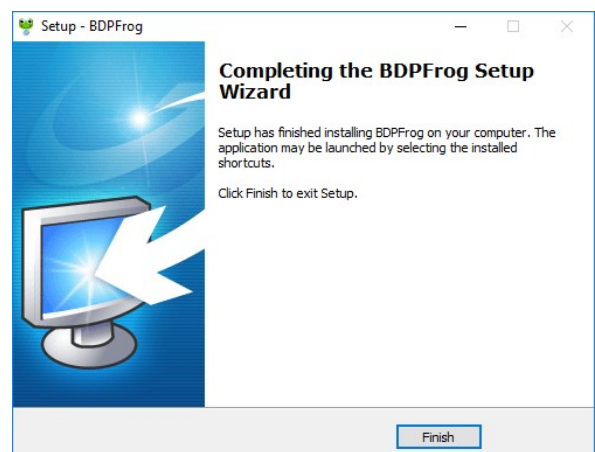 Setup - BDPFrog
Completing the BDPFrog Setup
Wizard
Setup has finished installing BDPFrog on your computer. The
application may be launched by selecting the installed
shortcuts.
Click Finish to exit Setup.
Finish